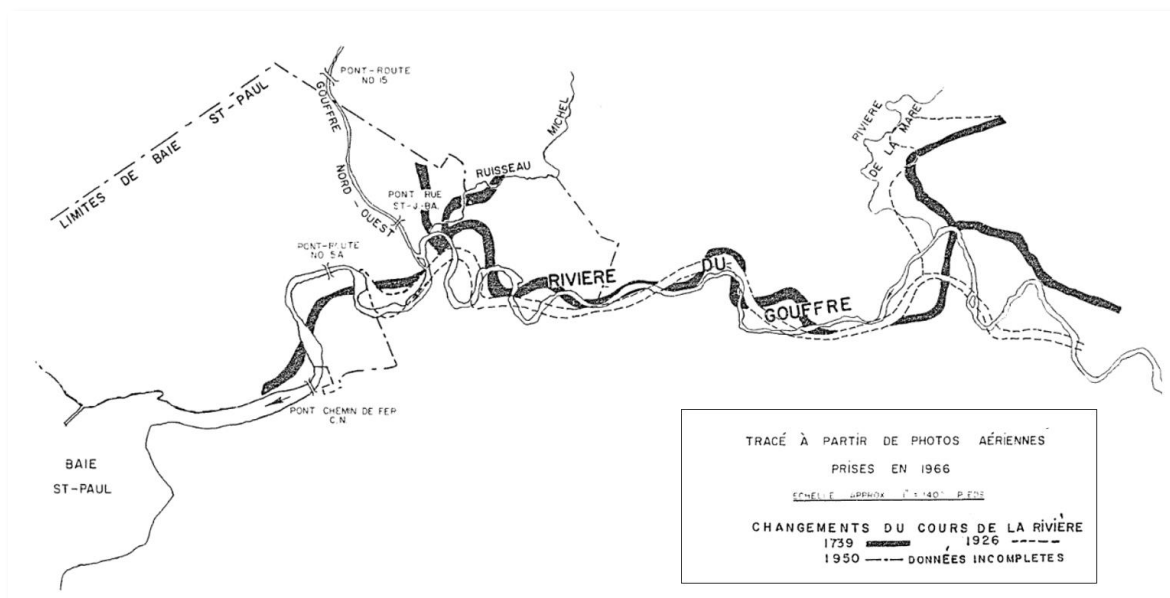 PONT-ROUTE
NO 15
LIMITES DE BAIE ST-PAUL
GOUFFRE
NORD-OUEST
MICHEL
RUISSEAU
PONT RUE
ST-J-BA.
RIVIERE
DE LA MARE
PONT-ROUTE
NO 5A
RIVIERE
DU
GOUFFRE
PONT CHEMIN DE FER
C.N
BAIE
ST-PAUL
TRACÉ À PARTIR DE PHOTOS AÉRIENNES
PRISES EN 1966
ECHELLE APPROX
CHANGEMENTS DU COURS DE LA RIVIÈRE
1739 1926
1950 DONNÉES INCOMPLETES